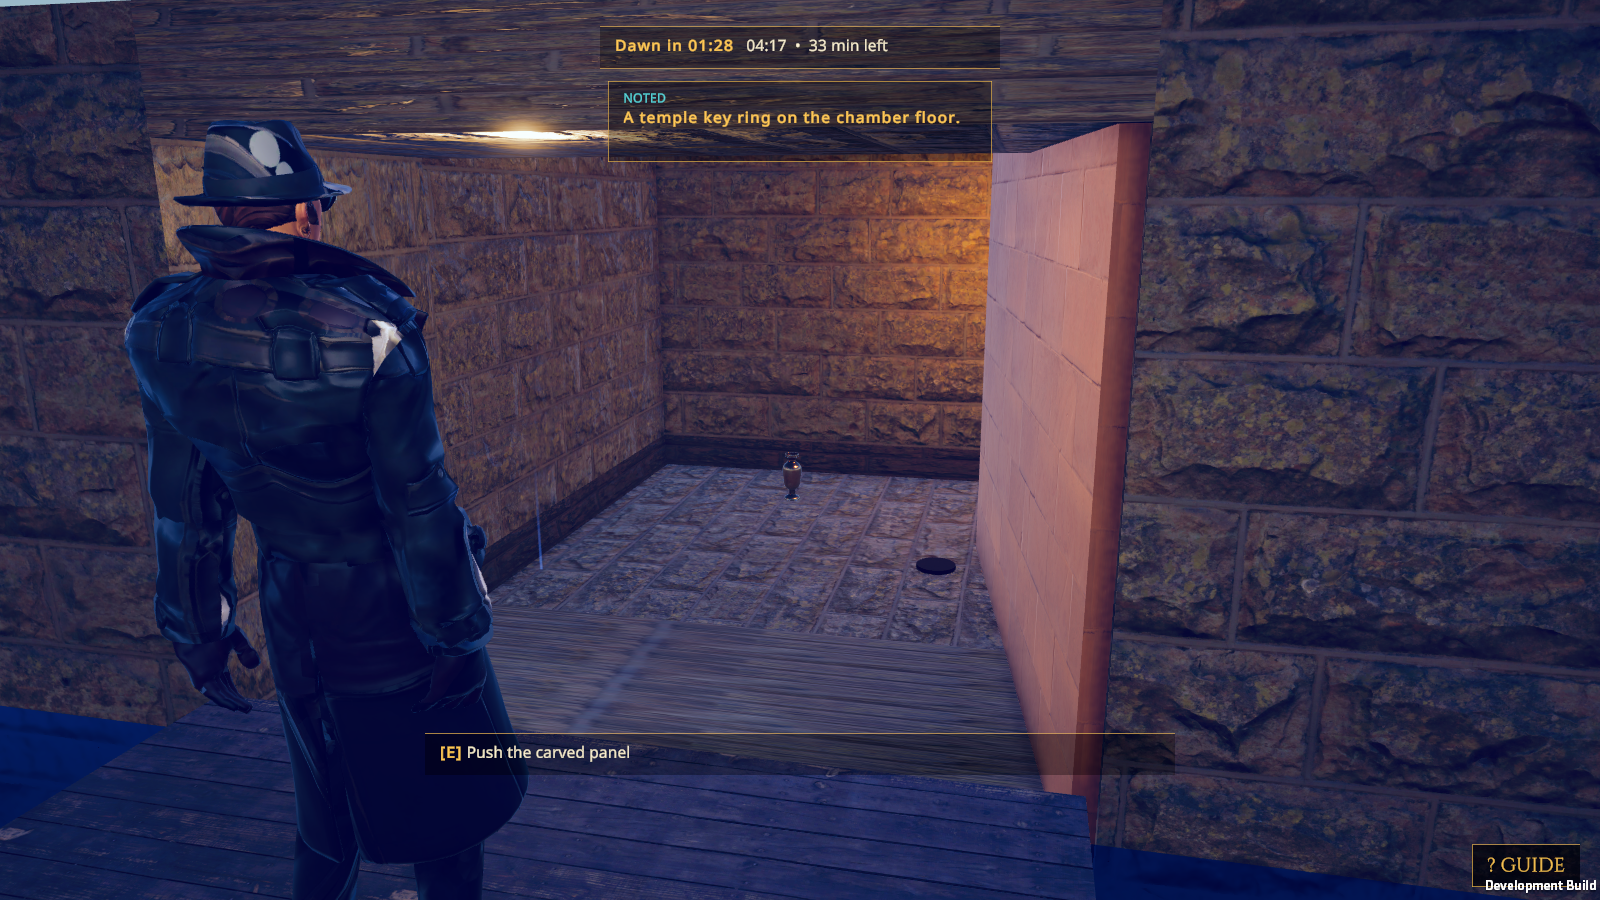 Dawn in 01:28 04:17 • 33 min left
NOTED
A temple key ring on the chamber floor.
[E] Push the carved panel
? GUIDE
Development Build